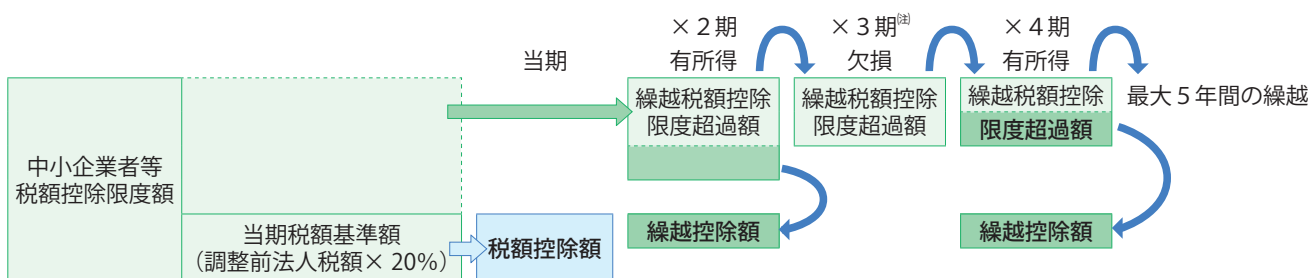 当期
×２期
有所得
×３期㈟
欠損
×４期
有所得
繰越税額控除
限度超過額
繰越税額控除
限度超過額
繰越税額控除
限度超過額
最大５年間の繰越
中小企業者等
税額控除限度額
当期税額基準額
（調整前法人税額× 20%）
税額控除額
繰越控除額
繰越控除額